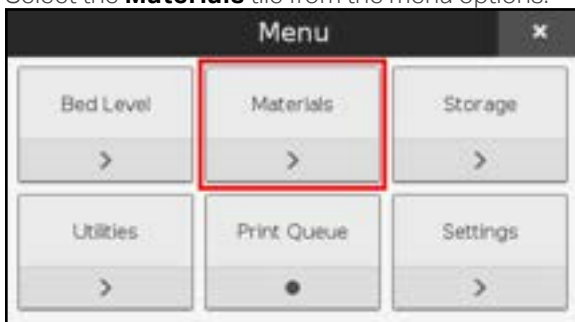 Select the Materials tile from the menu options.
Menu ×
Bed Level Materials Storage
> > >
Utilities Print Queue Settings
> ● >